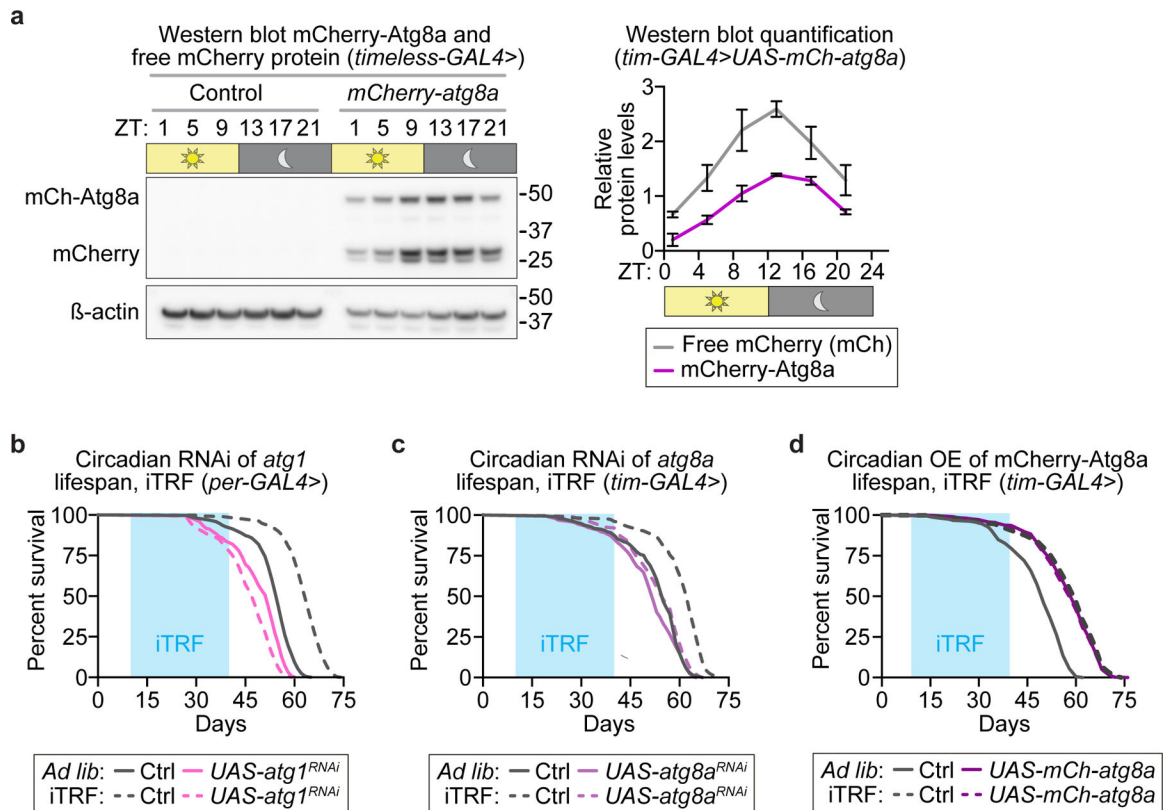 a
Western blot mCherry-Atg8a and
free mCherry protein (timeless-GAL4>)
Control mCherry-atg8a
ZT: 1 5 9 13 17 21 1 5 9 13 17 21
mCh-Atg8a
mCherry
ß-actin
-50
-37
-25
-50
-37
Western blot quantification
(tim-GAL4>UAS-mCh-atg8a)
Relative
protein levels
3
2
1
0
ZT: 0 4 8 12 16 20 24
Free mCherry (mCh)
mCherry-Atg8a
b
Circadian RNAi of atg1
lifespan, iTRF (per-GAL4>)
Percent survival
100
75
50
25
0
iTRF
0 15 30 45 60 75
Days
Ad lib: Ctrl UAS-atg1RNAi
iTRF: Ctrl UAS-atg1RNAi
c
Circadian RNAi of atg8a
lifespan, iTRF (tim-GAL4>)
Percent survival
100
75
50
25
0
iTRF
0 15 30 45 60 75
Days
Ad lib: Ctrl UAS-atg8aRNAi
iTRF: Ctrl UAS-atg8aRNAi
d
Circadian OE of mCherry-Atg8a
lifespan, iTRF (tim-GAL4>)
Percent survival
100
75
50
25
0
iTRF
0 15 30 45 60 75
Days
Ad lib: Ctrl UAS-mCh-atg8a
iTRF: Ctrl UAS-mCh-atg8a